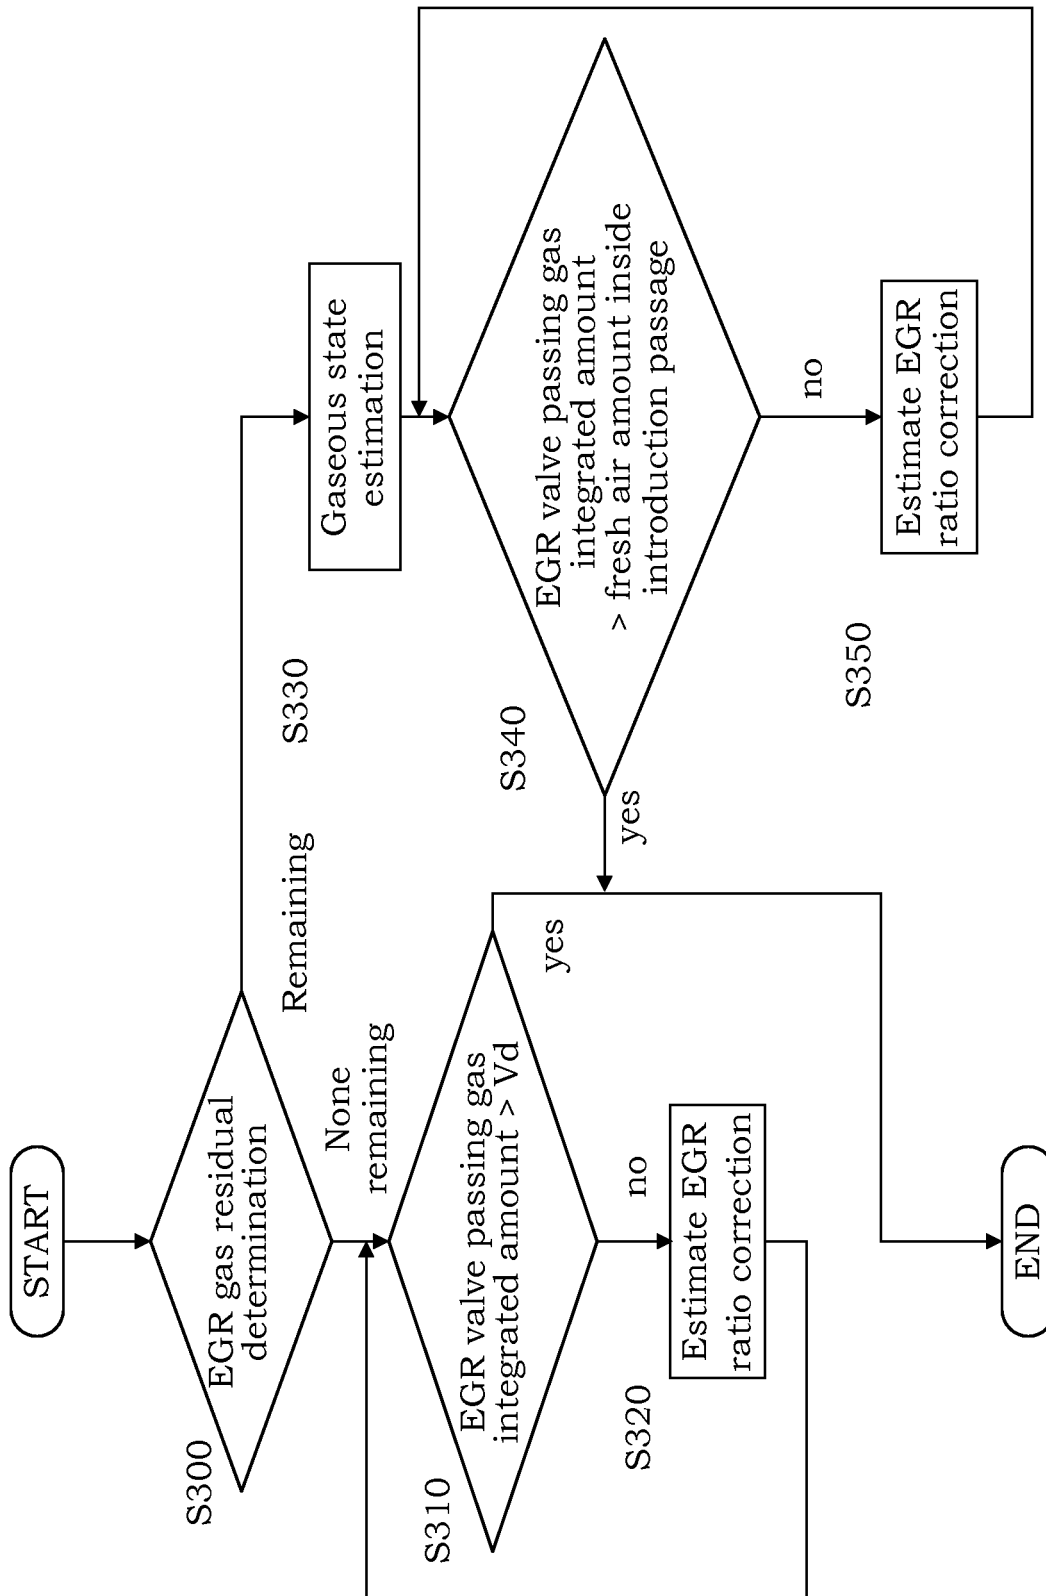 START
S300
EGR gas residual
determination
Remaining
None
remaining
S310
EGR valve passing gas
integrated amount > Vd
yes
no
S320
Estimate EGR
ratio correction
S330
Gaseous state
estimation
S340
EGR valve passing gas
integrated amount
> fresh air amount inside
introduction passage
yes
no
S350
Estimate EGR
ratio correction
END